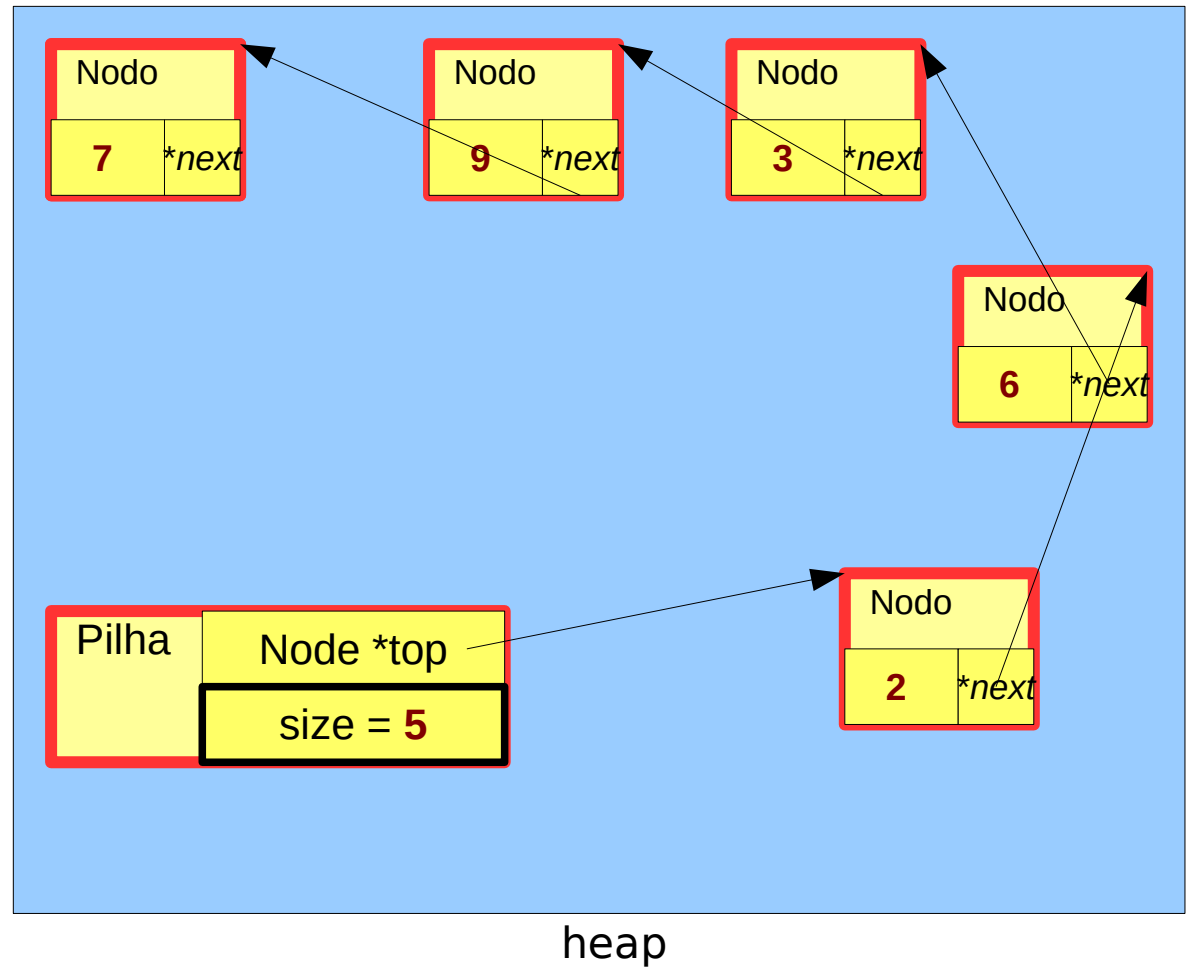 Nodo
7 *next
Nodo
9 *next
Nodo
3 *next
Nodo
6 *next
Nodo
2 *next
Pilha
Node *top
size = 5
heap